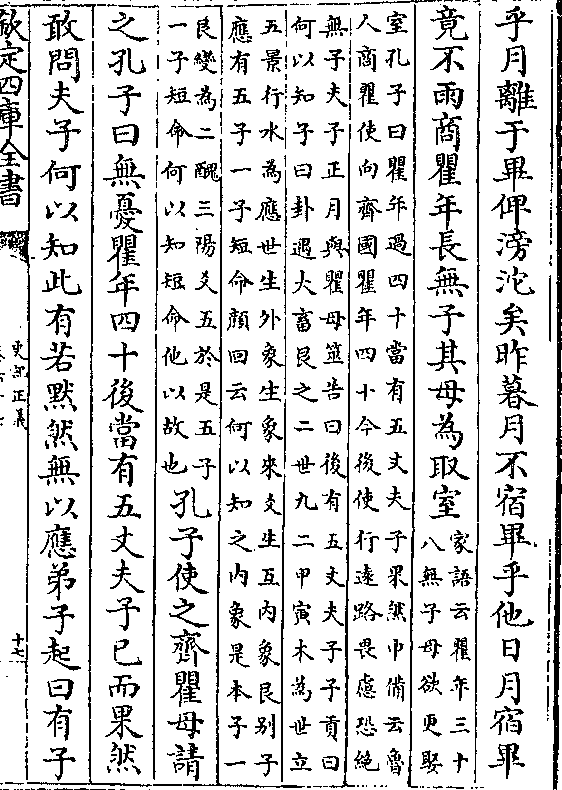 乎月離于畢俾滂沱矣昨暮月不宿畢乎他日月宿畢
竟不雨商瞿年長無子其母為取室
家語云瞿年三十
八無子母欲更娶
室孔子曰瞿年過四十當有五丈夫子果然巾備云魯
人商瞿使向齊國瞿年四十今後使行遠路畏慮恐絶
無子夫子正月與瞿母筮告曰後有五丈夫子子貢曰
何以知子曰卦遇大畜艮之二世九二甲寅木為世立
五景行水為應世生外象生象來爻生互内象艮别子
應有五子一子短命顔回云何以知之内象是本子一
艮變為二醜三陽爻五於是五子
一子短命何以知短命他以故也
孔子使之齊瞿母請
之孔子曰無憂瞿年四十後當有五丈夫子已而果然
敢問夫子何以知此有若黙然無以應弟子起曰有子
欽定四庫全書
史記正義
十七